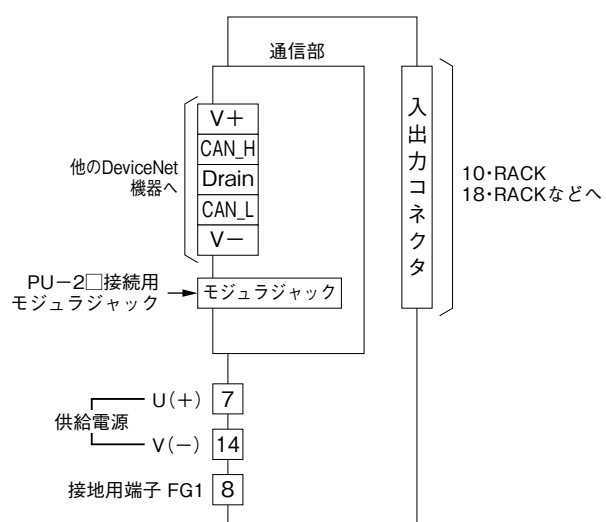 通信部
V+
CAN_H
Drain
CAN_L
V−
他のDeviceNet
機器へ
入出力コネクタ
10・RACK
18・RACKなどへ
PU−2□接続用
モジュラジャック
モジュラジャック
U(+) 7
供給電源
V(−) 14
接地用端子 FG1 8